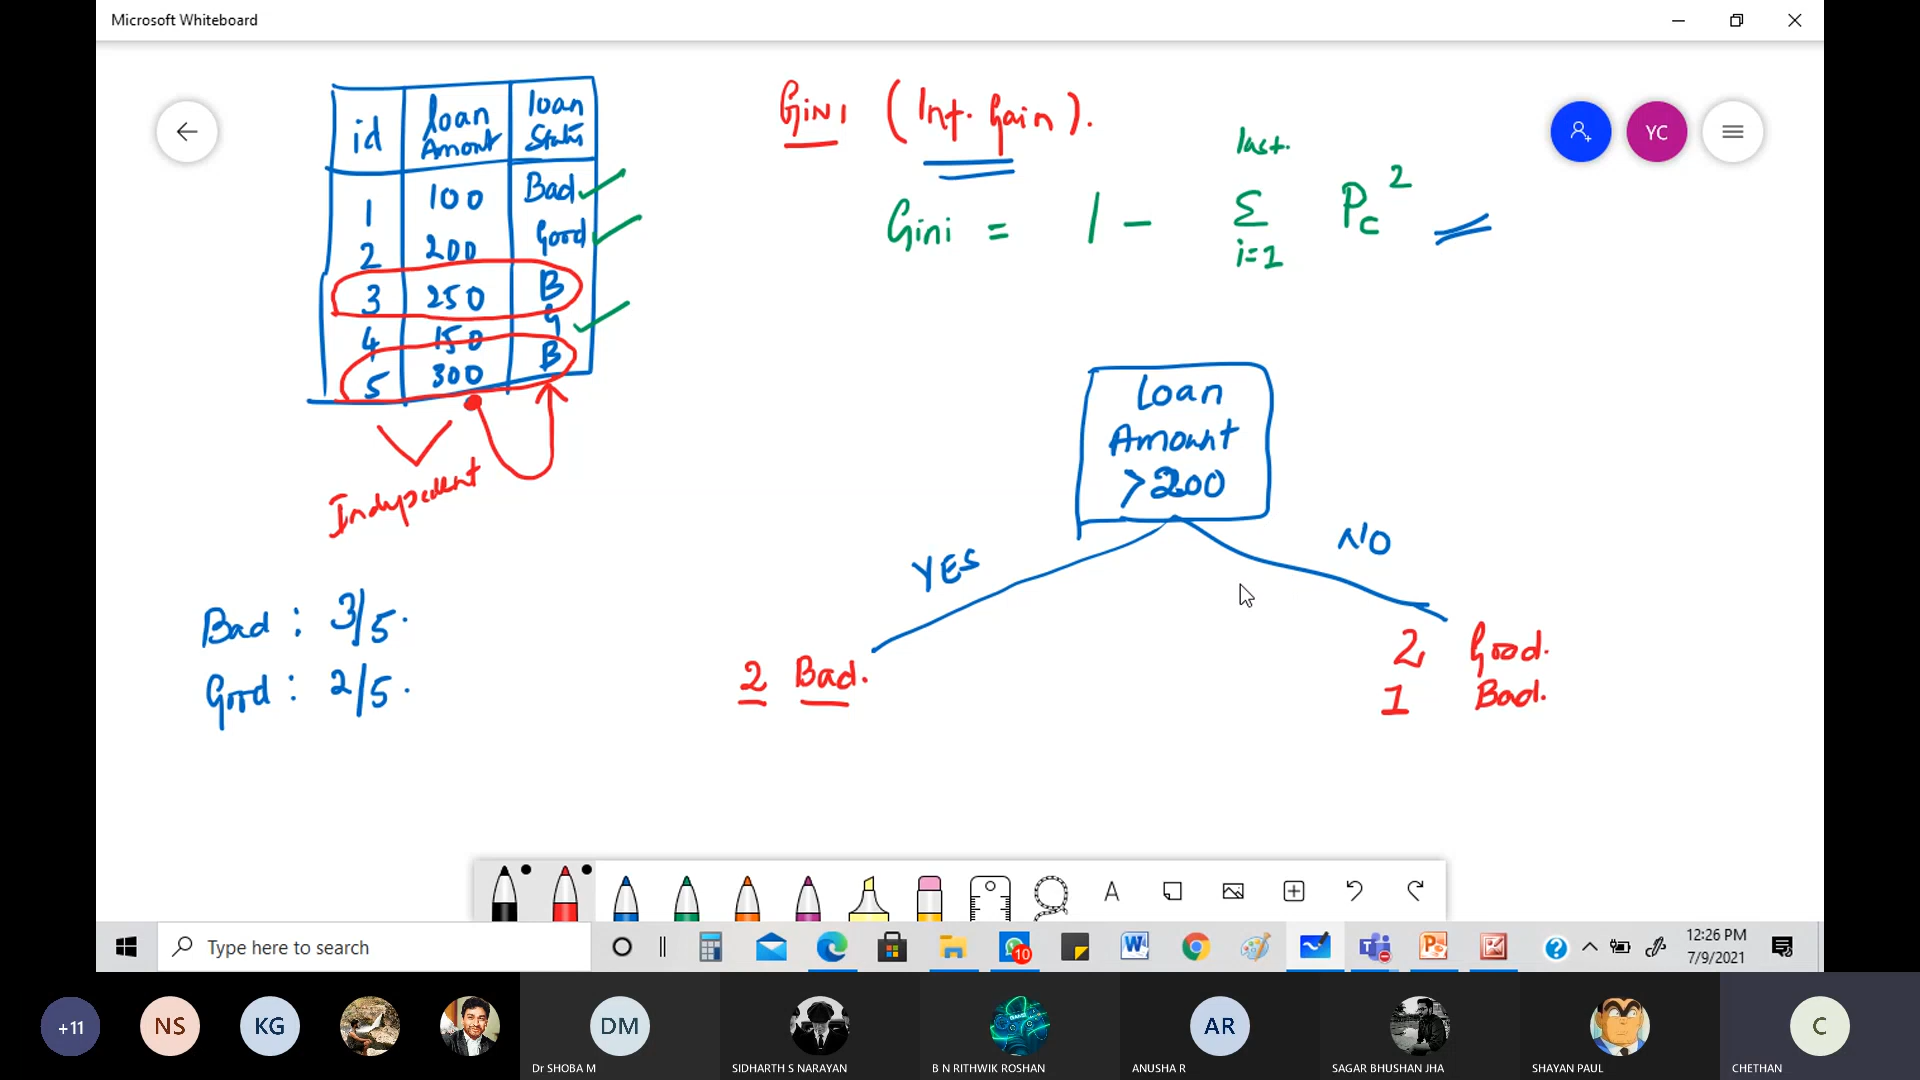 Microsoft Whiteboard
id loan Amont loan Status
1 100 Bad
2 200 Good
3 250 B
4 150 G
5 300 B
Indepedent
Bad : 3/5.
Good : 2/5.
Gini (Inf. Gain).
last.
Gini = 1 - Σ Pc²
i=1
Loan
Amount
>200
YES
NO
2 Bad.
2 Good.
1 Bad.
YC
A
Type here to search
10
12:26 PM
7/9/2021
+11
NS
KG
DM
AR
C
Dr SHOBA M
SIDHARTH S NARAYAN
B N RITHWIK ROSHAN
ANUSHA R
SAGAR BHUSHAN JHA
SHAYAN PAUL
CHETHAN